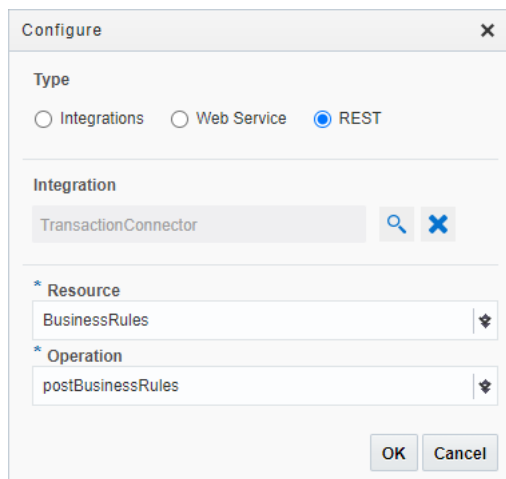 Configure
Type
Integrations Web Service REST
Integration
TransactionConnector
* Resource
BusinessRules
* Operation
postBusinessRules
OK Cancel